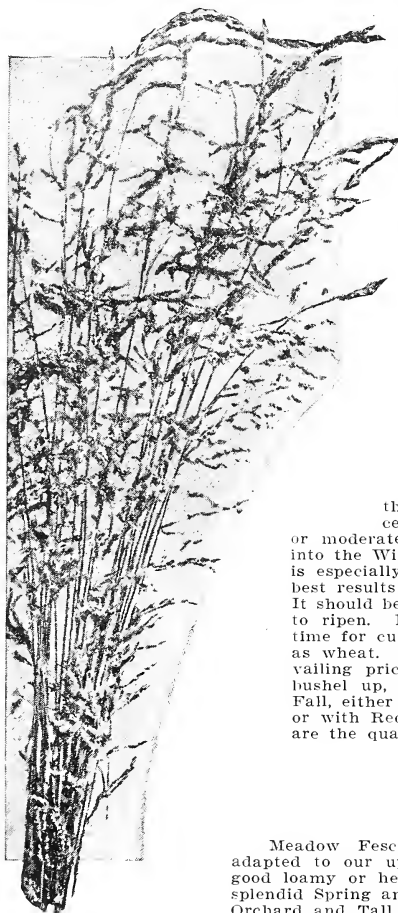 th
ce
or moderate
into the Wi
is especially
best results
It should be
to ripen. I
time for cu
as wheat.
vailing pric
bushel up,
Fall, either
or with Rec
are the qua
Meadow Fesc
adapted to our up
good loamy or he
splendid Spring an
Orchard and Tall